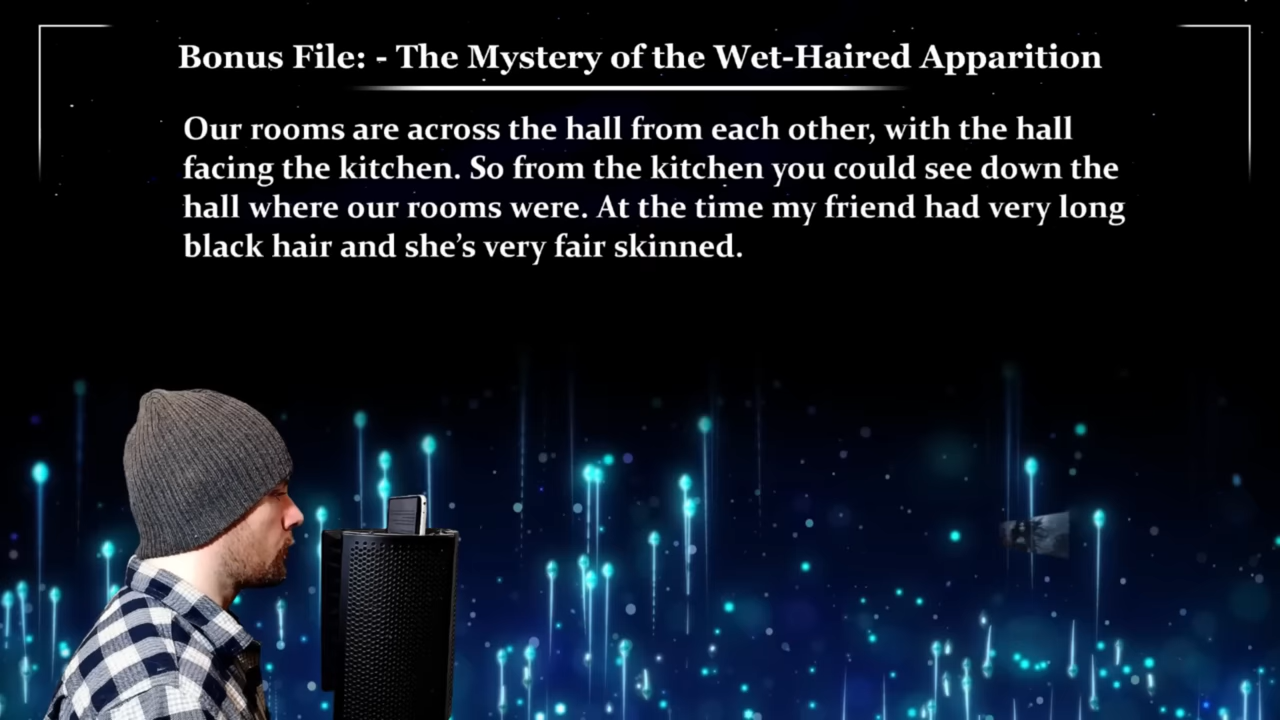 Bonus File: - The Mystery of the Wet-Haired Apparition
Our rooms are across the hall from each other, with the hall
facing the kitchen. So from the kitchen you could see down the
hall where our rooms were. At the time my friend had very long
black hair and she’s very fair skinned.